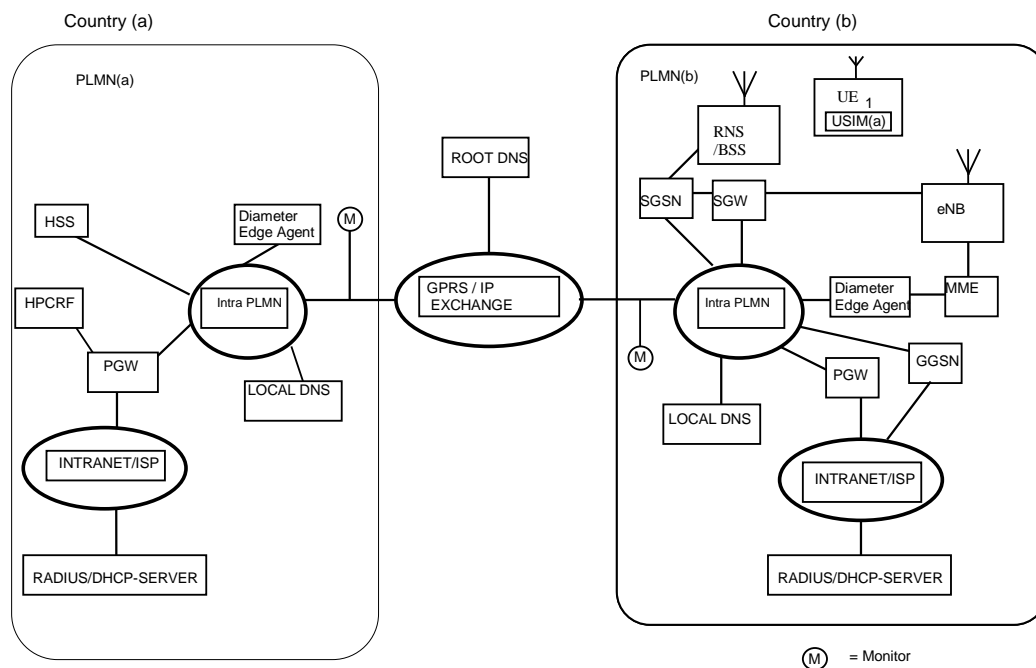 Country (a)
Country (b)
PLMN(a)
PLMN(b)
UE 1
USIM(a)
RNS
/BSS
ROOT DNS
HSS
Diameter
Edge Agent
M
SGSN
SGW
eNB
HPCRF
Intra PLMN
GPRS / IP
EXCHANGE
Intra PLMN
Diameter
Edge Agent
MME
PGW
M
PGW
GGSN
LOCAL DNS
LOCAL DNS
INTRANET/ISP
INTRANET/ISP
RADIUS/DHCP-SERVER
RADIUS/DHCP-SERVER
M = Monitor